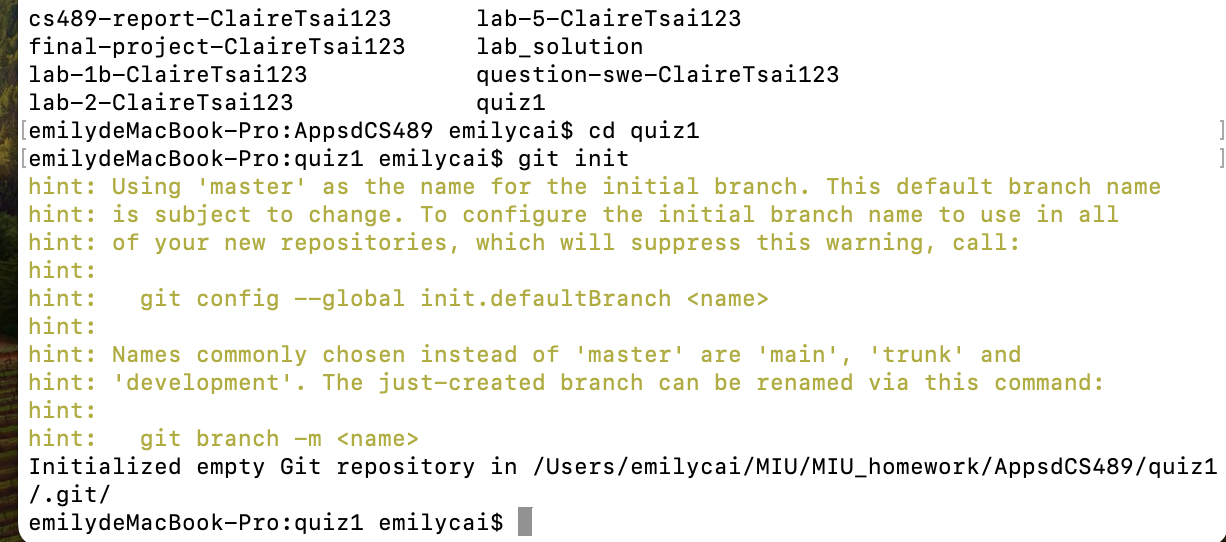 cs489-report-ClaireTsai123      lab-5-ClaireTsai123
final-project-ClaireTsai123     lab_solution
lab-1b-ClaireTsai123            question-swe-ClaireTsai123
lab-2-ClaireTsai123             quiz1
[emilydeMacBook-Pro:AppsdCS489 emilycai$ cd quiz1                                     ]
[emilydeMacBook-Pro:quiz1 emilycai$ git init                                          ]
hint: Using 'master' as the name for the initial branch. This default branch name
hint: is subject to change. To configure the initial branch name to use in all
hint: of your new repositories, which will suppress this warning, call:
hint:
hint:   git config --global init.defaultBranch <name>
hint:
hint: Names commonly chosen instead of 'master' are 'main', 'trunk' and
hint: 'development'. The just-created branch can be renamed via this command:
hint:
hint:   git branch -m <name>
Initialized empty Git repository in /Users/emilycai/MIU/MIU_homework/AppsdCS489/quiz1
/.git/
emilydeMacBook-Pro:quiz1 emilycai$